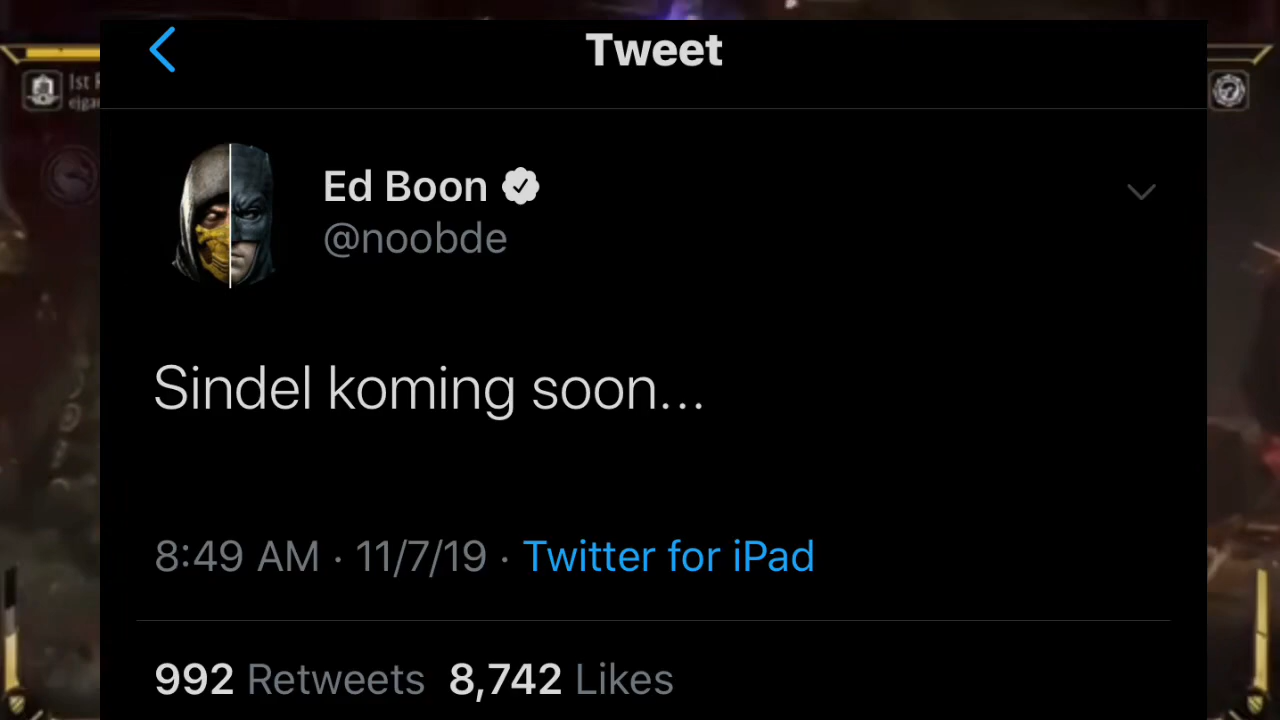 Tweet
Ed Boon
@noobde
Sindel koming soon...
8:49 AM · 11/7/19 · Twitter for iPad
992 Retweets 8,742 Likes
1st